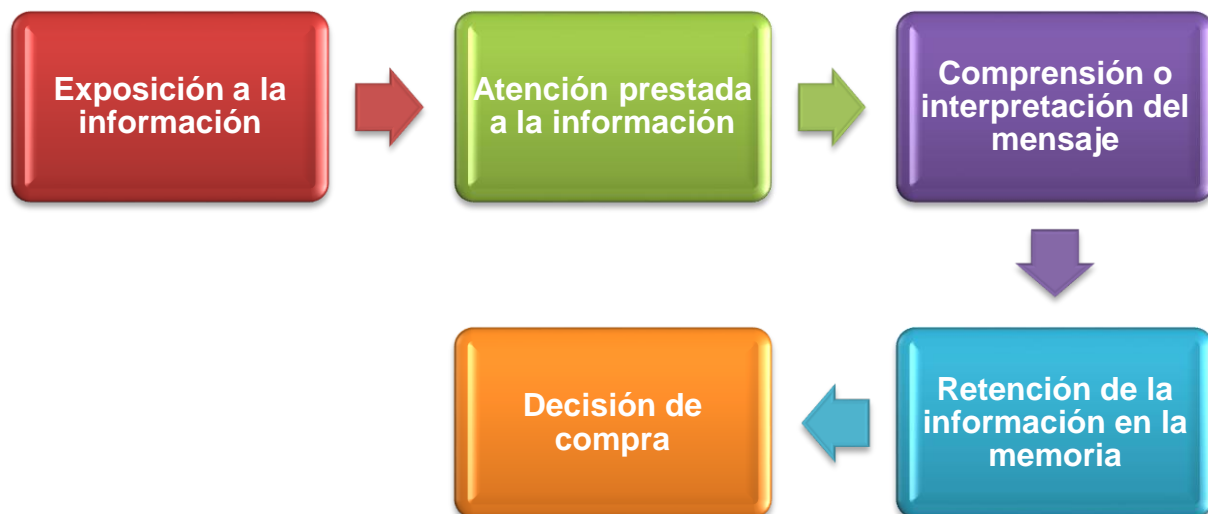 Exposición a la
información
Atención prestada
a la información
Comprensión o
interpretación del
mensaje
Retención de la
información en la
memoria
Decisión de
compra